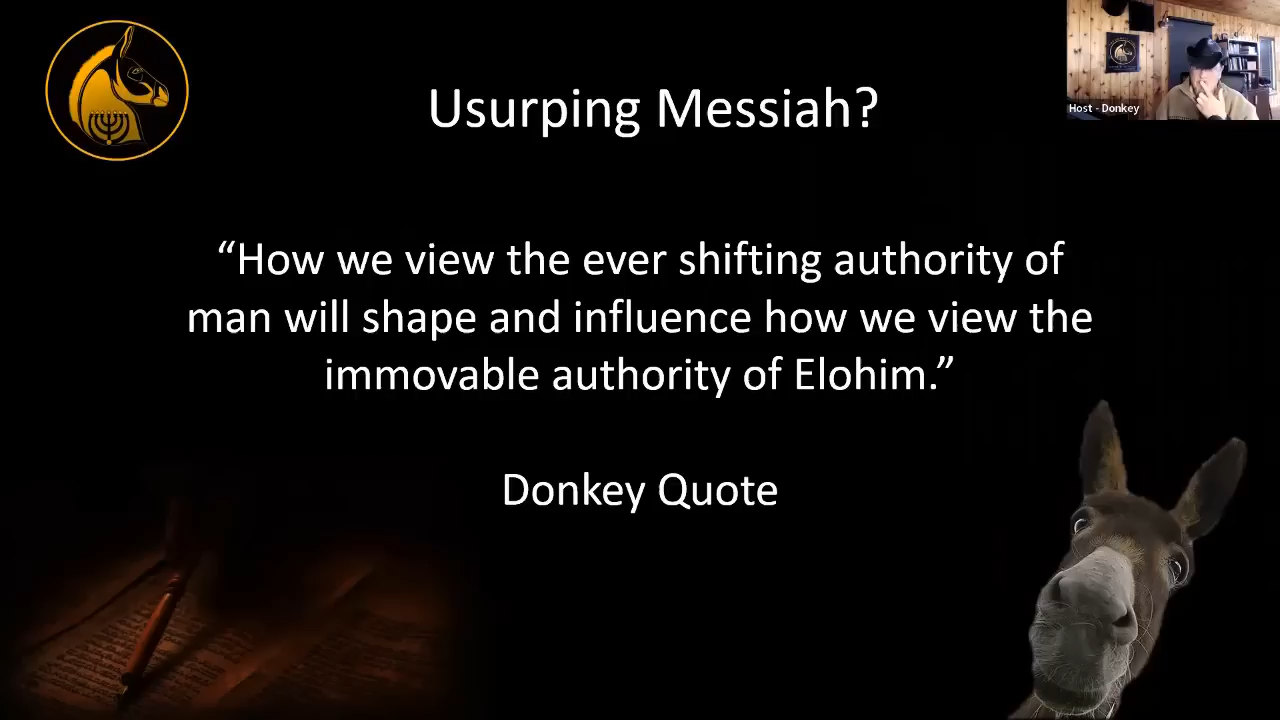 Usurping Messiah?
Host - Donkey
“How we view the ever shifting authority of
man will shape and influence how we view the
immovable authority of Elohim.”
Donkey Quote